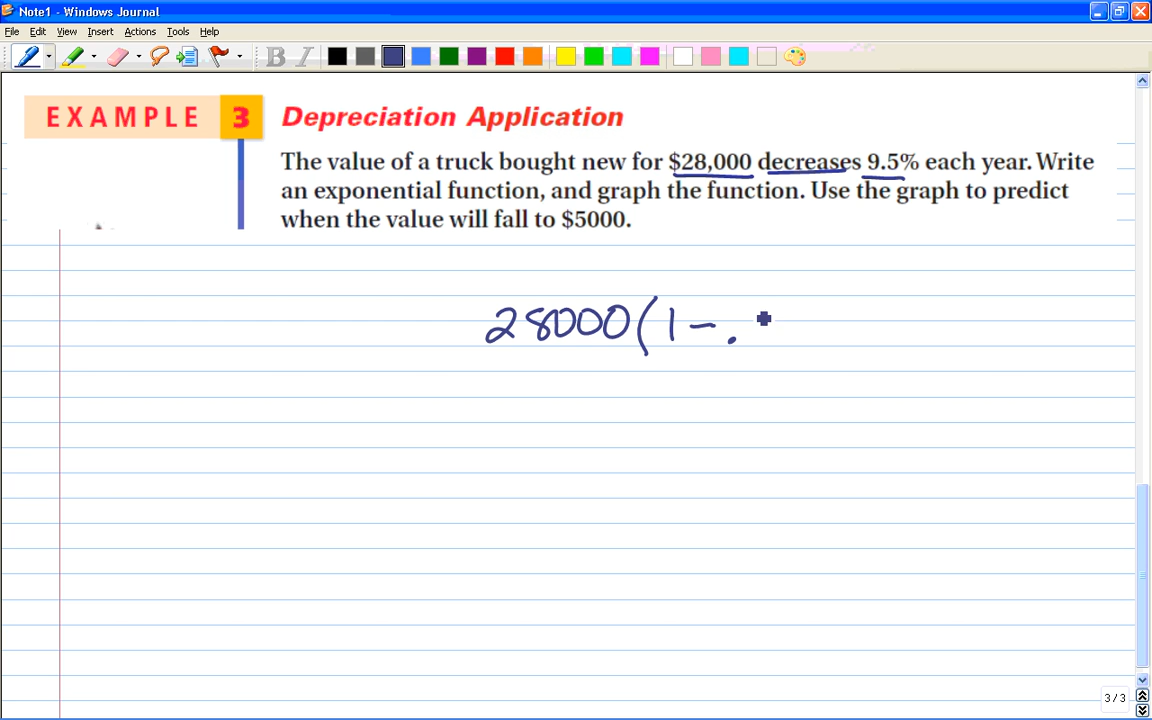 Note1 - Windows Journal
File Edit View Insert Actions Tools Help
B I
EXAMPLE 3 Depreciation Application
The value of a truck bought new for $28,000 decreases 9.5% each year. Write
an exponential function, and graph the function. Use the graph to predict
when the value will fall to $5000.
28000(1-.
3/3